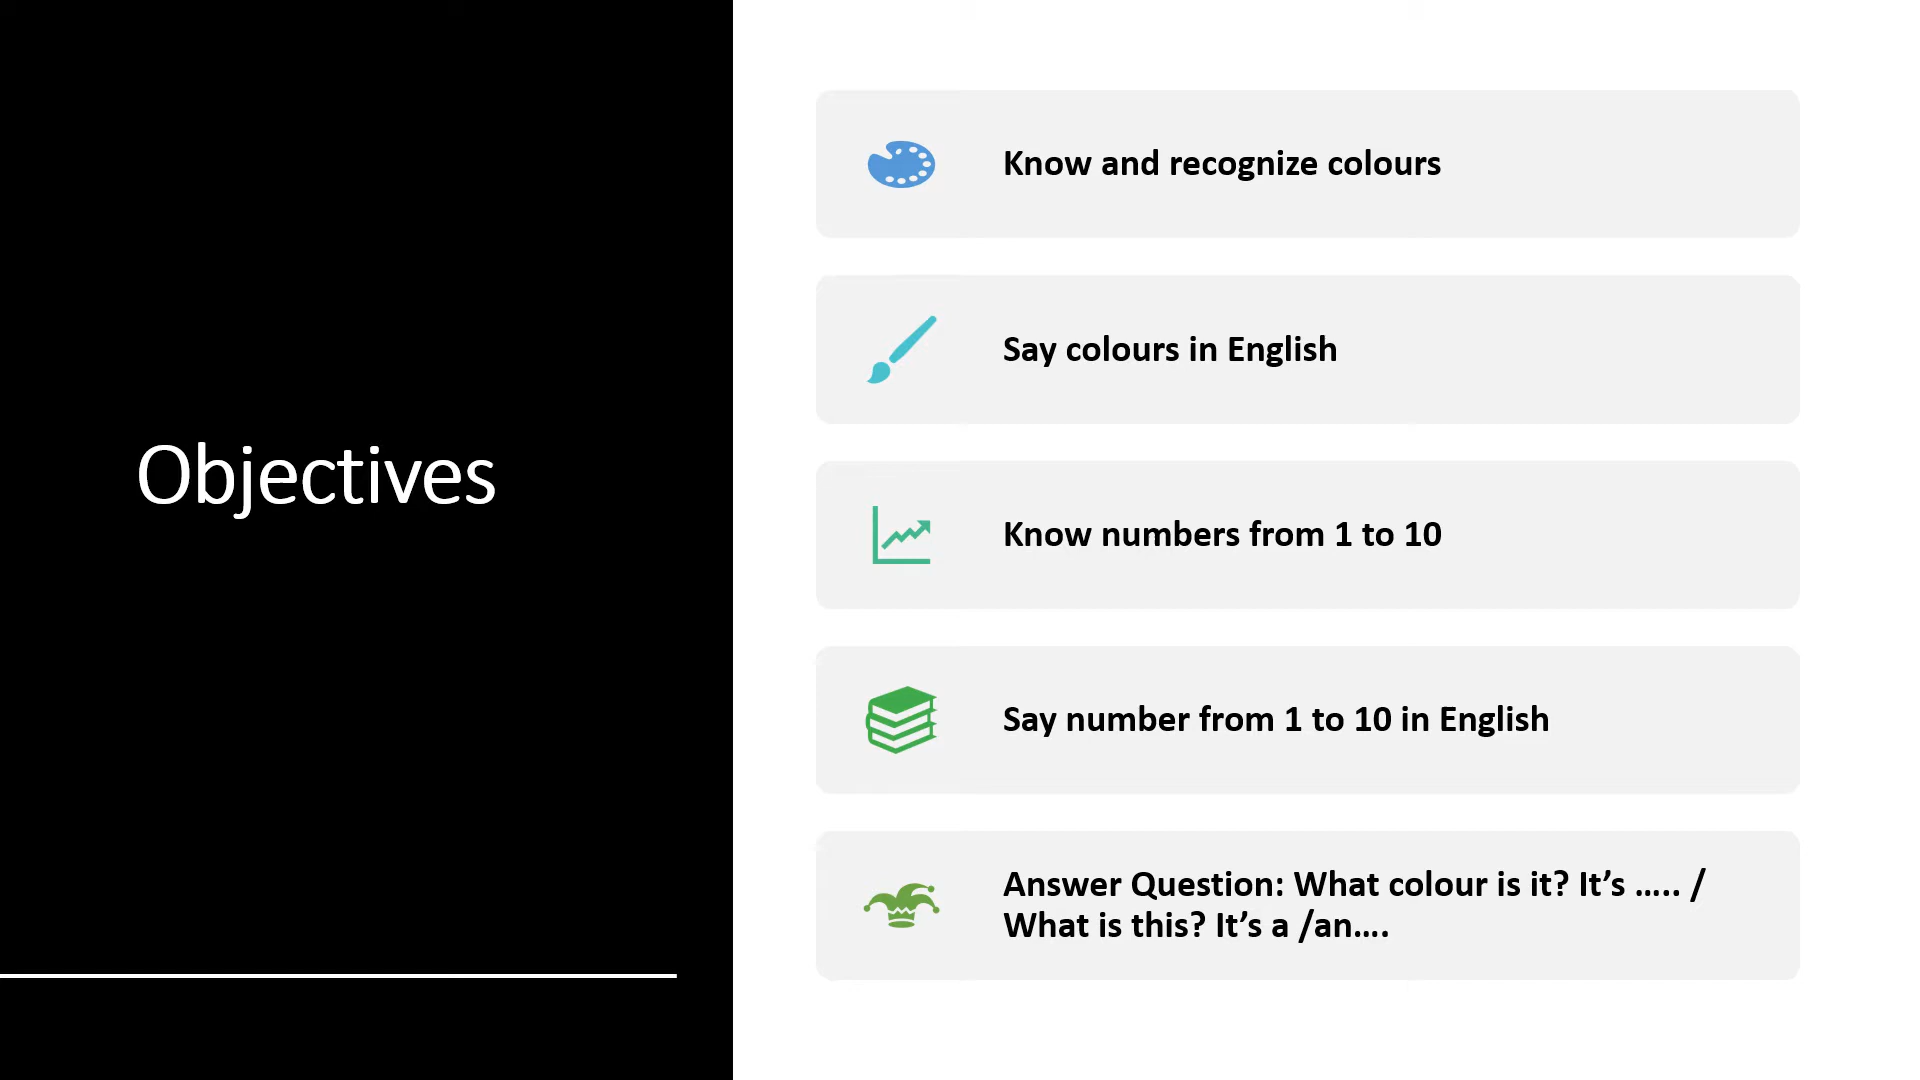 Objectives
Know and recognize colours
Say colours in English
Know numbers from 1 to 10
Say number from 1 to 10 in English
Answer Question: What colour is it? It’s ..... /
What is this? It’s a /an....